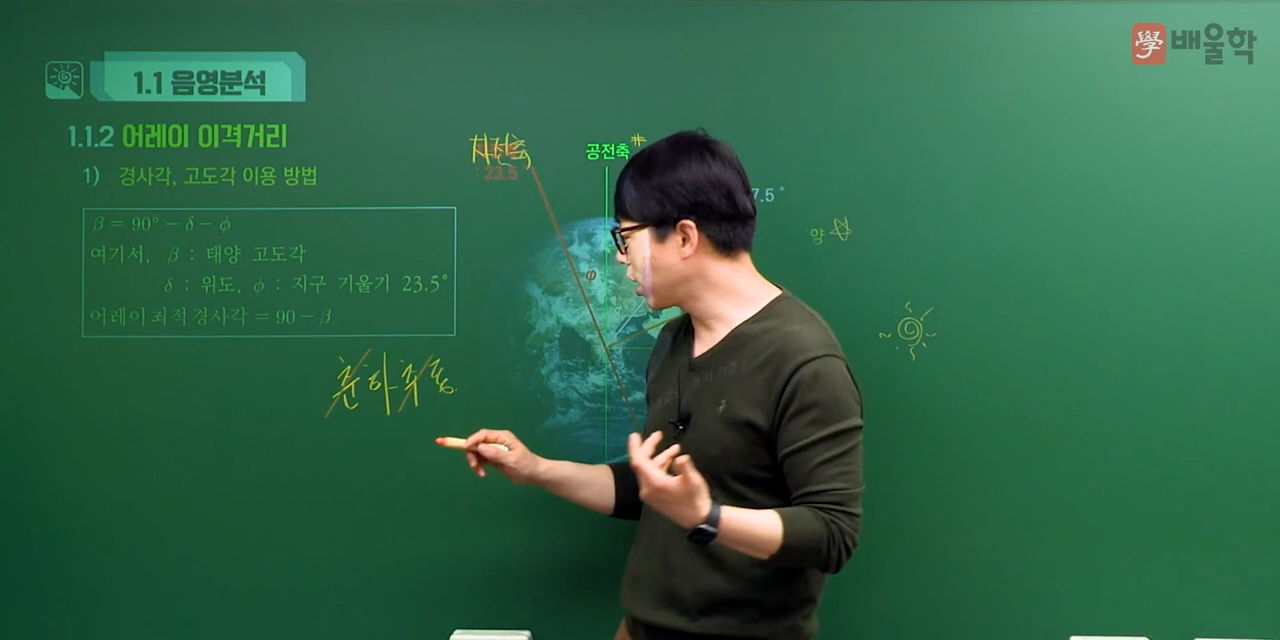 學 배울학
1.1 음영분석
1.1.2 어레이 이격거리
1) 경사각, 고도각 이용 방법
β = 90° − δ − φ
여기서, β : 태양 고도각
δ : 위도, φ : 지구 기울기 23.5°
어레이 최적 경사각 = 90 − β
춘하추동
자전축
23.5
공전축
7.5°
양
φ